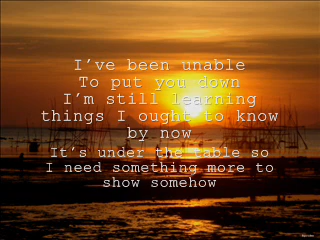 I've been unable
To put you down
I'm still learning
things I ought to know
by now
It's under the table so
I need something more to
show somehow